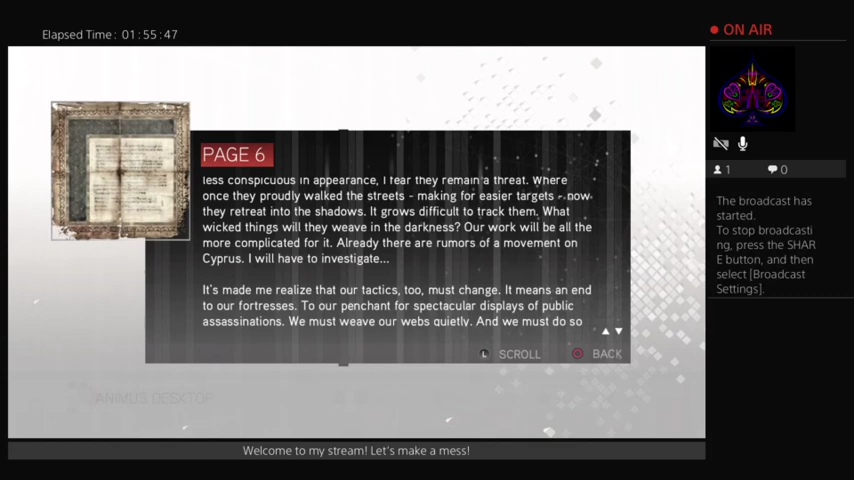 Elapsed Time : 01:55:47
ON AIR
PAGE 6
less conspicuous in appearance, I fear they remain a threat. Where
once they proudly walked the streets - making for easier targets - now
they retreat into the shadows. It grows difficult to track them. What
wicked things will they weave in the darkness? Our work will be all the
more complicated for it. Already there are rumors of a movement on
Cyprus. I will have to investigate...
It's made me realize that our tactics, too, must change. It means an end
to our fortresses. To our penchant for spectacular displays of public
assassinations. We must weave our webs quietly. And we must do so
L SCROLL BACK
ANIMUS DESKTOP
1 0
The broadcast has
started.
To stop broadcasti
ng, press the SHAR
E button, and then
select [Broadcast
Settings].
Welcome to my stream! Let's make a mess!